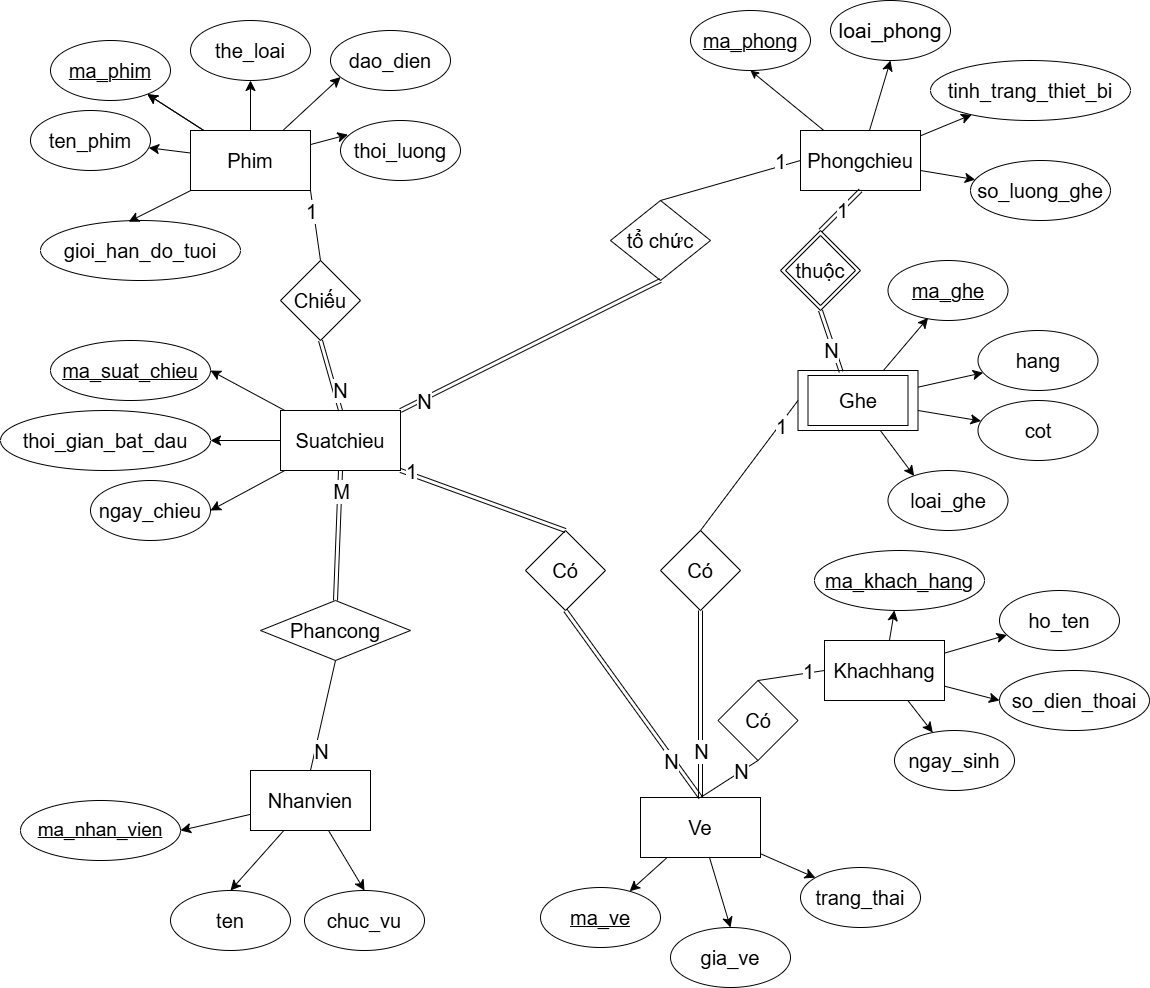 ma_phim
the_loai
dao_dien
ten_phim
Phim
thoi_luong
gioi_han_do_tuoi
1
Chiếu
N
ma_phong
loai_phong
tinh_trang_thiet_bi
Phongchieu
so_luong_ghe
1
tổ chức
N
1
thuộc
N
ma_ghe
hang
Ghe
cot
loai_ghe
ma_suat_chieu
thoi_gian_bat_dau
Suatchieu
ngay_chieu
M
Phancong
N
1
Có
N
1
Có
N
ma_khach_hang
ho_ten
Khachhang
so_dien_thoai
ngay_sinh
1
Có
N
Nhanvien
ma_nhan_vien
ten
chuc_vu
Ve
ma_ve
gia_ve
trang_thai